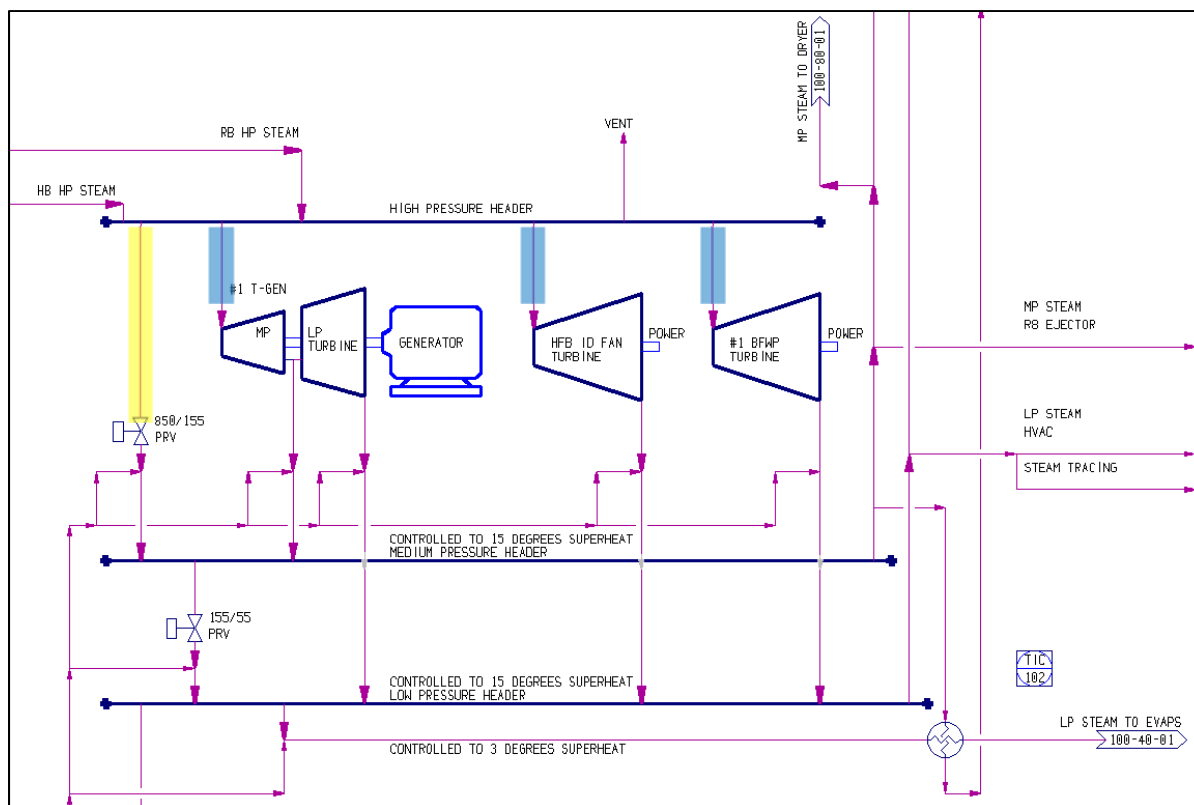 MP STEAM TO DRYER
100-80-01
RB HP STEAM
VENT
HB HP STEAM
HIGH PRESSURE HEADER
#1 T-GEN
MP
LP
TURBINE
GENERATOR
HFB ID FAN
TURBINE
POWER
#1 BFWP
TURBINE
POWER
MP STEAM
RB EJECTOR
850/155
PRV
LP STEAM
HVAC
STEAM TRACING
CONTROLLED TO 15 DEGREES SUPERHEAT
MEDIUM PRESSURE HEADER
155/55
PRV
TIC
102
CONTROLLED TO 15 DEGREES SUPERHEAT
LOW PRESSURE HEADER
LP STEAM TO EVAPS
100-40-01
CONTROLLED TO 3 DEGREES SUPERHEAT